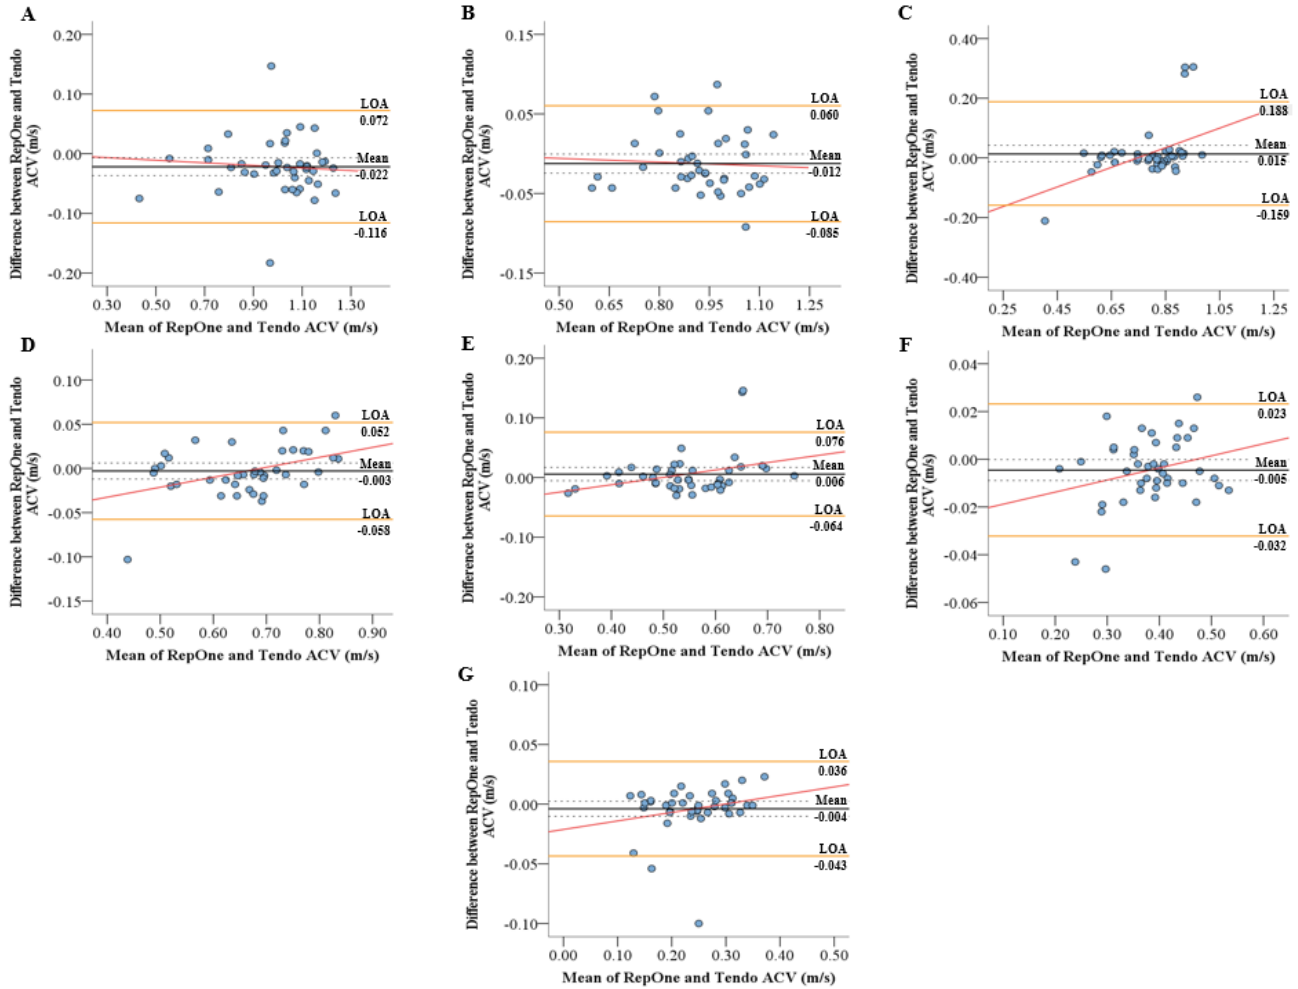 A
Difference between RepOne and Tendo
ACV (m/s)
0.20
0.10
0.00
-0.10
-0.20
LOA
0.072
Mean
-0.022
LOA
-0.116
0.30 0.50 0.70 0.90 1.10 1.30
Mean of RepOne and Tendo ACV (m/s)
B
Difference between RepOne and Tendo
ACV (m/s)
0.15
0.05
-0.05
-0.15
LOA
0.060
Mean
-0.012
LOA
-0.085
0.50 0.65 0.80 0.95 1.10 1.25
Mean of RepOne and Tendo ACV (m/s)
C
Difference between RepOne and Tendo
ACV (m/s)
0.40
0.20
0.00
-0.20
-0.40
LOA
0.188
Mean
0.015
LOA
-0.159
0.25 0.45 0.65 0.85 1.05 1.25
Mean of RepOne and Tendo ACV (m/s)
D
Difference between RepOne and Tendo
ACV (m/s)
0.10
0.05
0.00
-0.05
-0.10
-0.15
LOA
0.052
Mean
-0.003
LOA
-0.058
0.40 0.50 0.60 0.70 0.80 0.90
Mean of RepOne and Tendo ACV (m/s)
E
Difference between RepOne and Tendo
ACV (m/s)
0.20
0.10
0.00
-0.10
-0.20
LOA
0.076
Mean
0.006
LOA
-0.064
0.30 0.40 0.50 0.60 0.70 0.80
Mean of RepOne and Tendo ACV (m/s)
F
Difference between RepOne and Tendo
ACV (m/s)
0.04
0.02
0.00
-0.02
-0.04
-0.06
LOA
0.023
Mean
-0.005
LOA
-0.032
0.10 0.20 0.30 0.40 0.50 0.60
Mean of RepOne and Tendo ACV (m/s)
G
Difference between RepOne and Tendo
ACV (m/s)
0.10
0.05
0.00
-0.05
-0.10
LOA
0.036
Mean
-0.004
LOA
-0.043
0.00 0.10 0.20 0.30 0.40 0.50
Mean of RepOne and Tendo ACV (m/s)